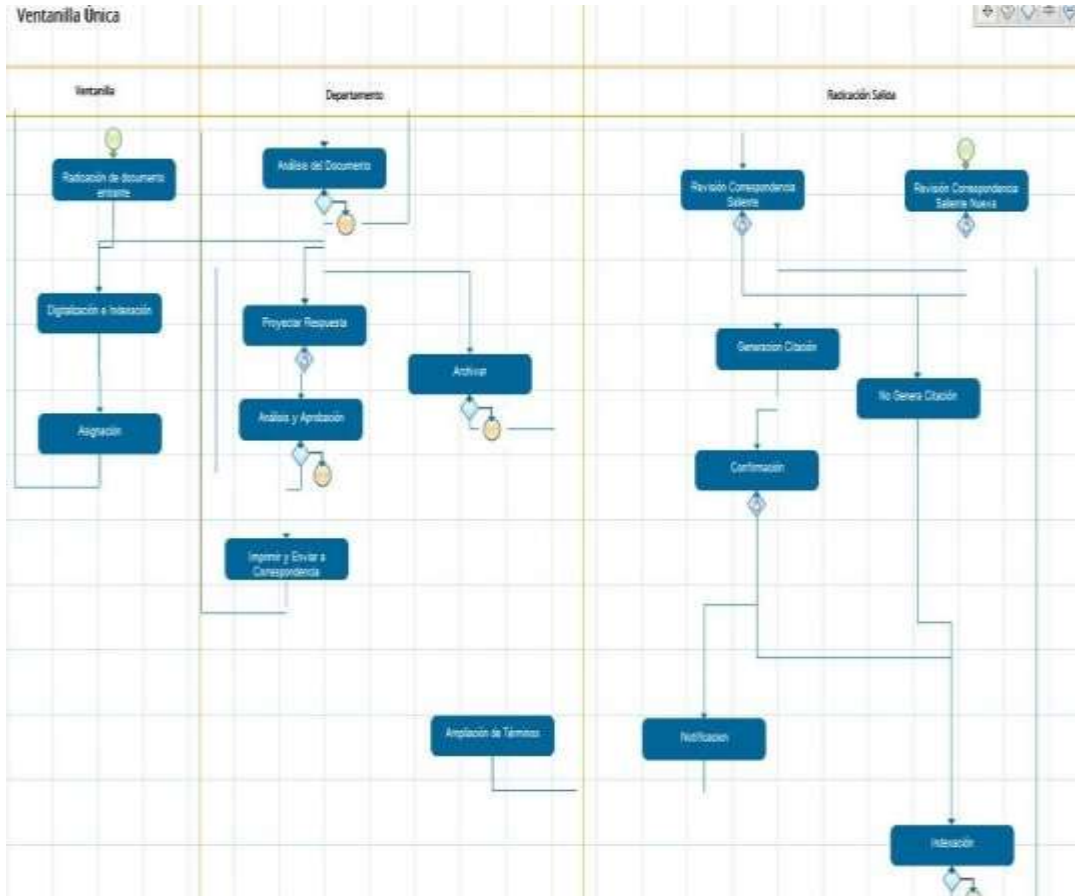 Ventanilla Única
Ventanilla
Departamento
Radicación Salida
Radicación de documento
entrante
Digitalización e Indexación
Asignación
Análisis del Documento
Proyectar Respuesta
Archivar
Análisis y Aprobación
Imprimir y Enviar a
Correspondencia
Ampliación de Términos
Revisión Correspondencia
Saliente
Revisión Correspondencia
Saliente Nueva
Generacion Citación
No Genera Citación
Confirmación
Notificacion
Indexación